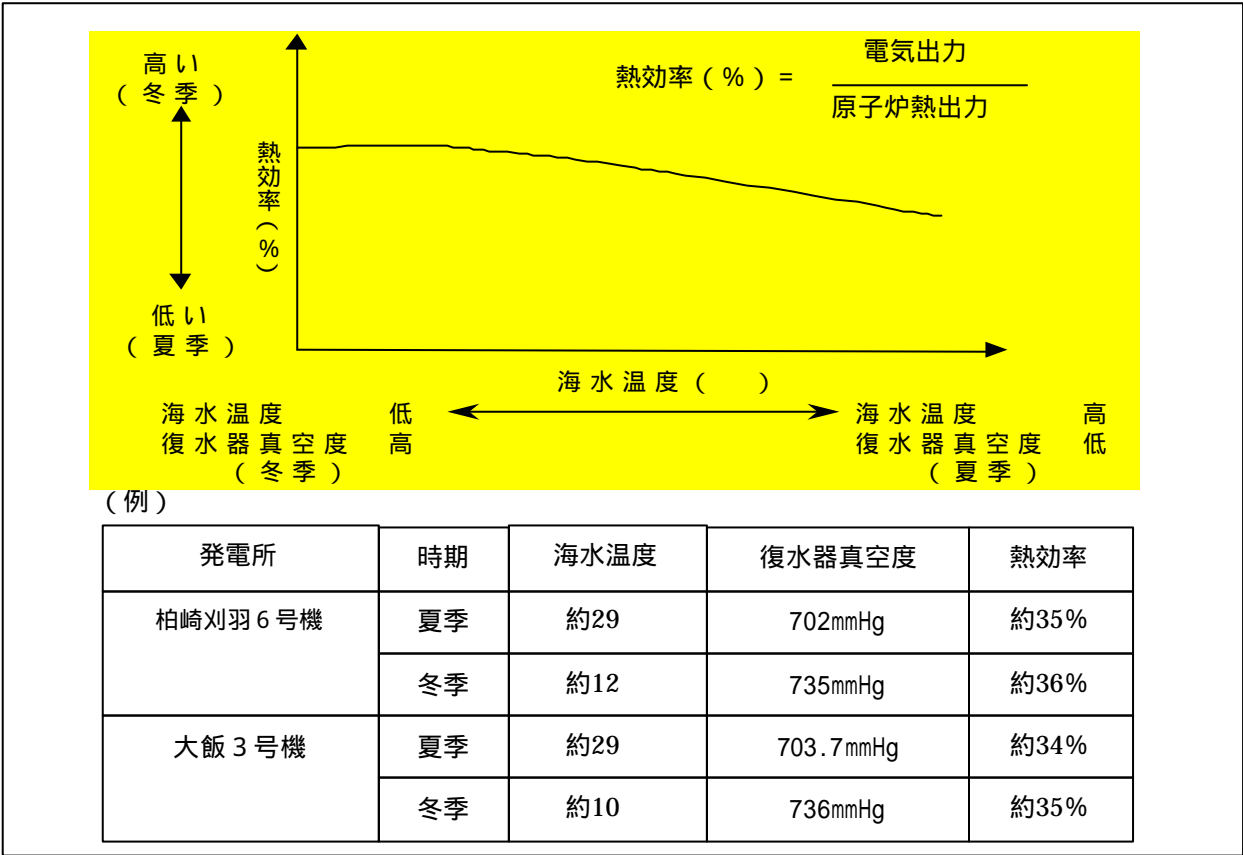 高い
(冬季)
熱効率(%)
低い
(夏季)
熱効率(%)=
電気出力
原子炉熱出力
海水温度( )
海水温度 低
復水器真空度 高
(冬季)
海水温度 高
復水器真空度 低
(夏季)
(例)
発電所 時期 海水温度 復水器真空度 熱効率
柏崎刈羽6号機 夏季 約29 702mmHg 約35%
冬季 約12 735mmHg 約36%
大飯3号機 夏季 約29 703.7mmHg 約34%
冬季 約10 736mmHg 約35%